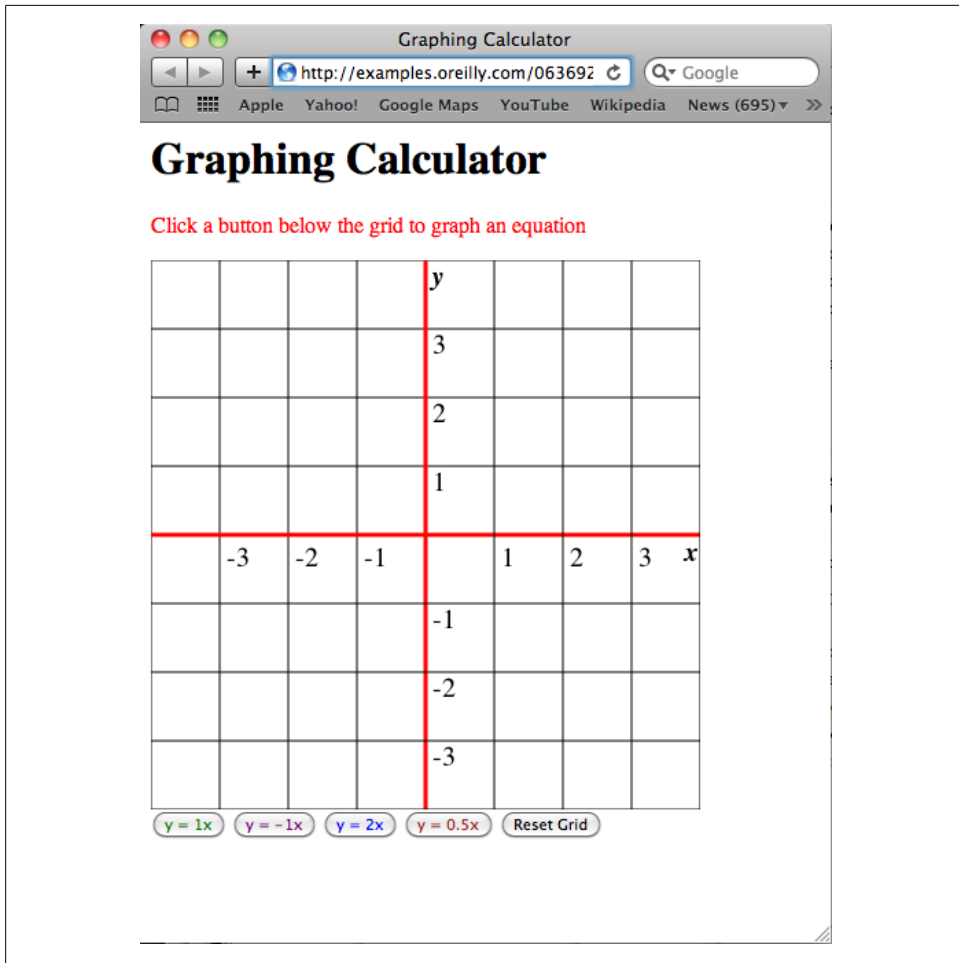 Graphing Calculator
+ http://examples.oreilly.com/063692 Google
Apple Yahoo! Google Maps YouTube Wikipedia News (695) >>
Graphing Calculator
Click a button below the grid to graph an equation
y
3
2
1
-3 -2 -1 1 2 3 x
-1
-2
-3
y = 1x y = -1x y = 2x y = 0.5x Reset Grid